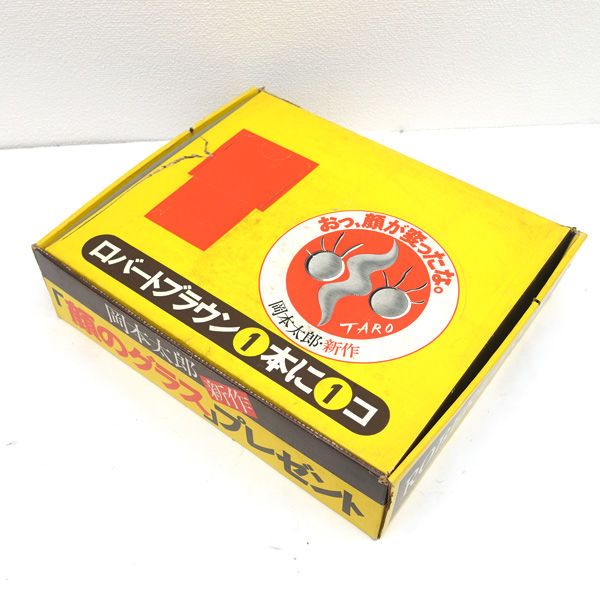 おっ、顔が変ったな。
TARO
岡本太郎・新作
ロバートブラウン1本に1コ
岡本太郎 新作
「顔のグラス」プレゼント